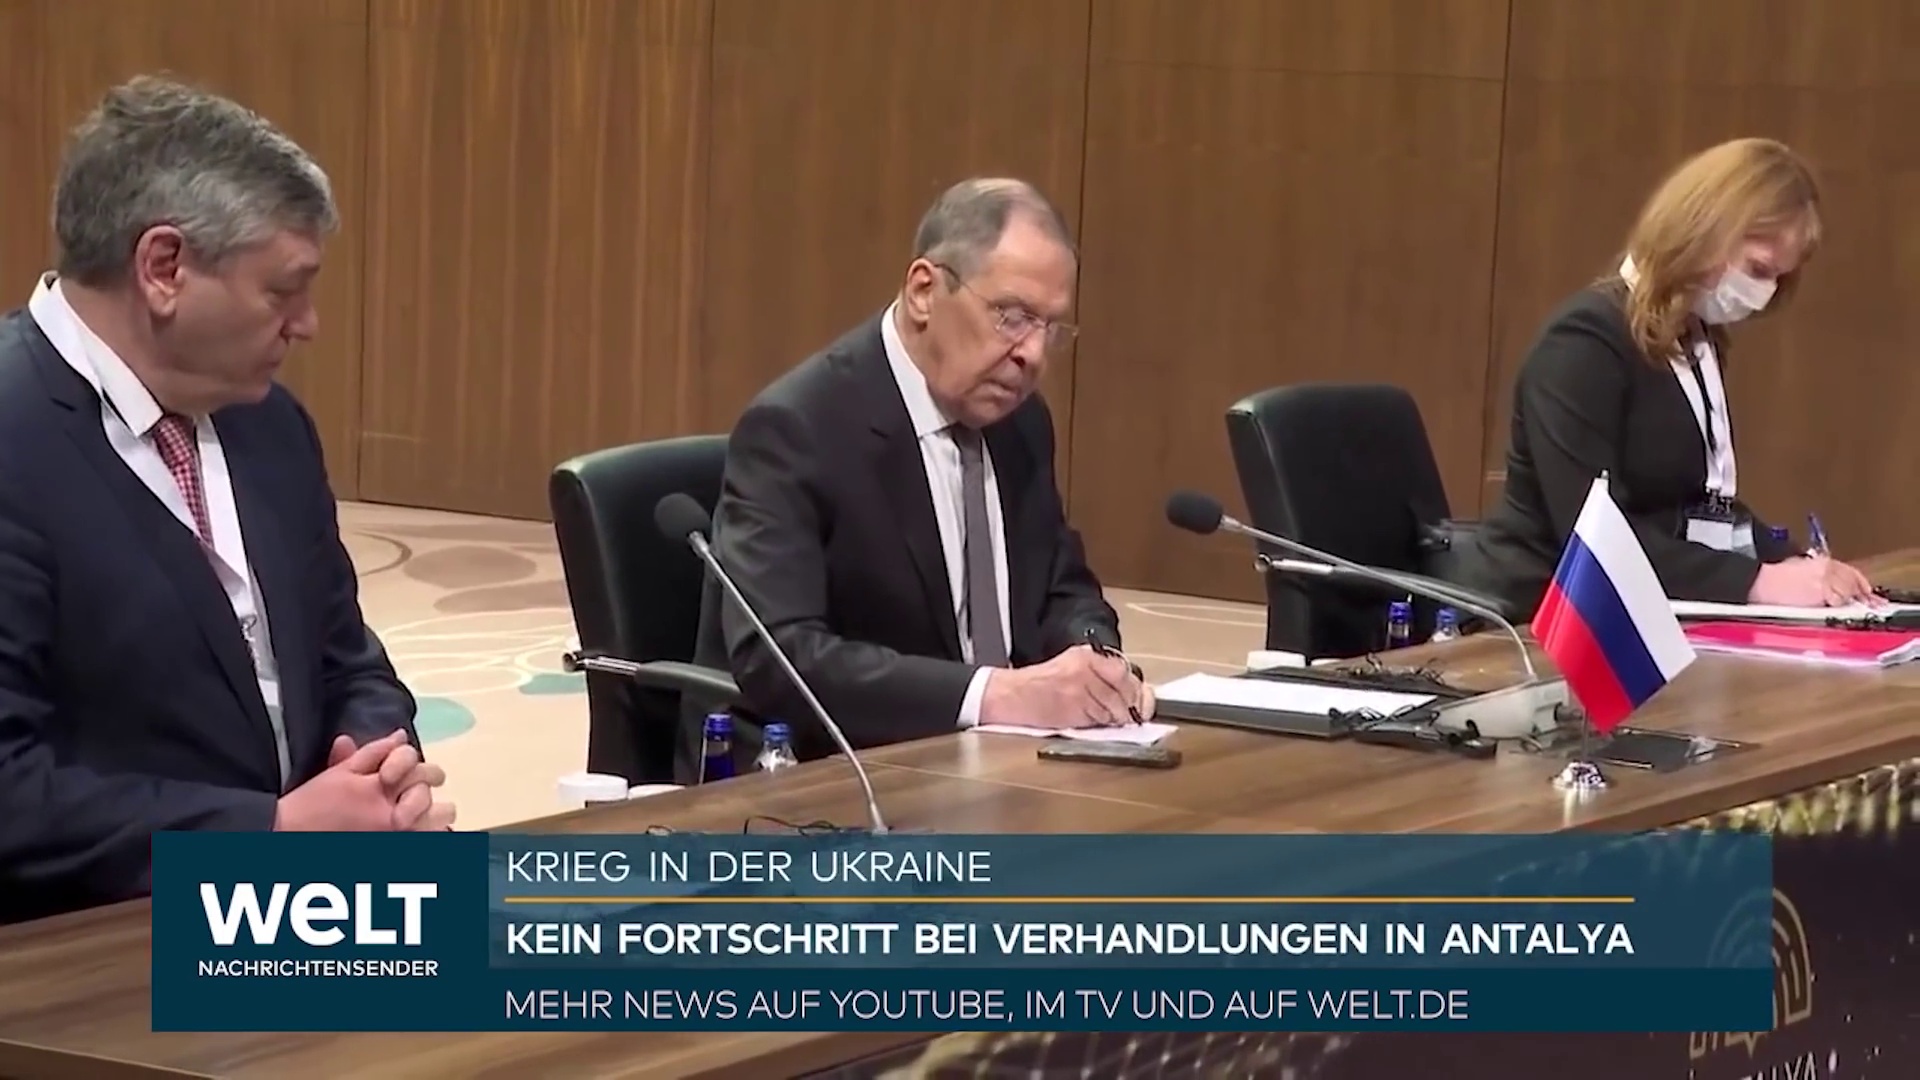 KRIEG IN DER UKRAINE
welt
NACHRICHTENSENDER
KEIN FORTSCHRITT BEI VERHANDLUNGEN IN ANTALYA
MEHR NEWS AUF YOUTUBE, IM TV UND AUF WELT.DE